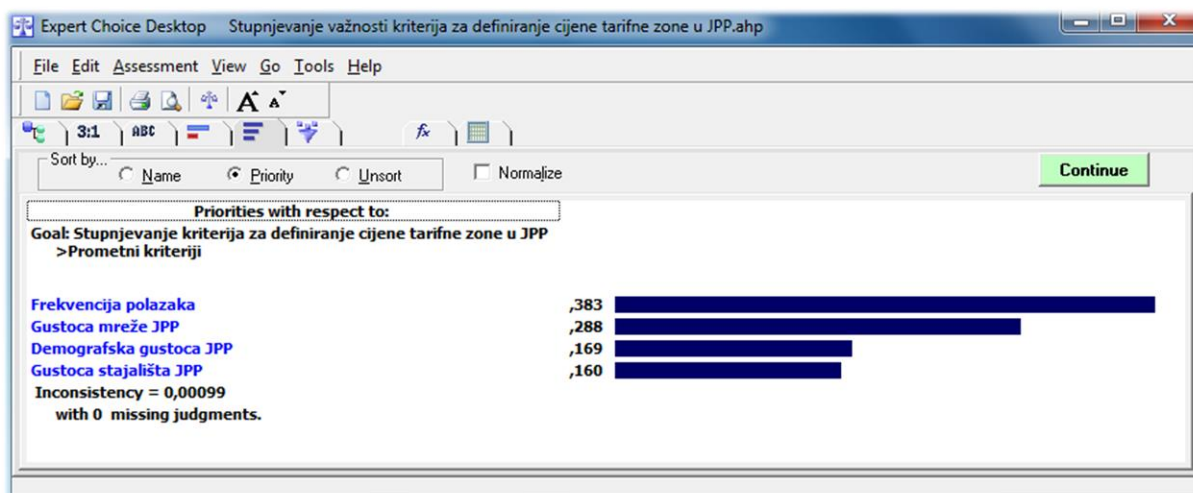 Expert Choice Desktop Stupnjevanje važnosti kriterija za definiranje cijene tarifne zone u JPP.ahp
File Edit Assessment View Go Tools Help
A A
3:1 ABC fx
Sort by... Name Priority Unsort Normalize Continue
Priorities with respect to:
Goal: Stupnjevanje kriterija za definiranje cijene tarifne zone u JPP
>Prometni kriteriji
Frekvencija polazaka ,383
Gustoca mreže JPP ,288
Demografska gustoca JPP ,169
Gustoca stajališta JPP ,160
Inconsistency = 0,00099
with 0 missing judgments.